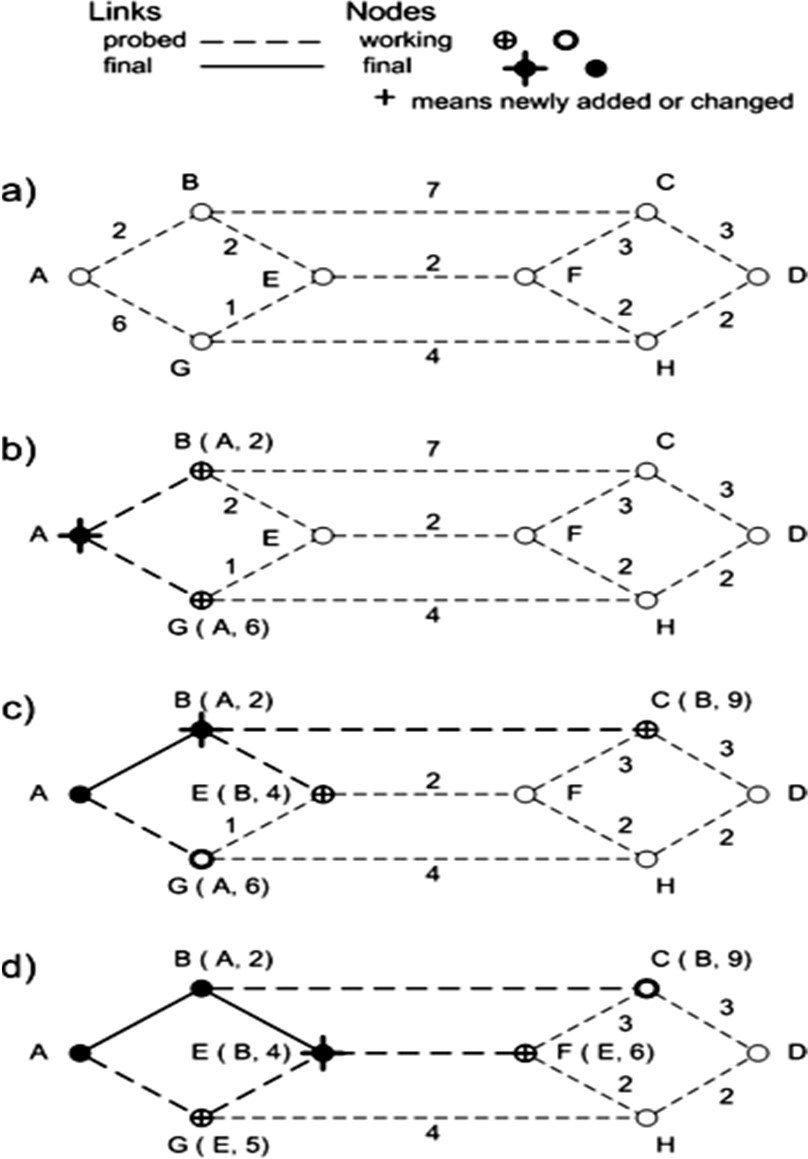 Links Nodes
probed working
final final
+ means newly added or changed
a)
B 7 C
2 2 3 3
A E 2 F D
6 1 2 2
G 4 H
b)
B ( A, 2) 7 C
2 3 3
A E 2 F D
1 2 2
G ( A, 6) 4 H
c)
B ( A, 2) C ( B, 9)
3 3
A E ( B, 4) 2 F D
1 2 2
G ( A, 6) 4 H
d)
B ( A, 2) C ( B, 9)
3 3
A E ( B, 4) F ( E, 6) D
2 2
G ( E, 5) 4 H